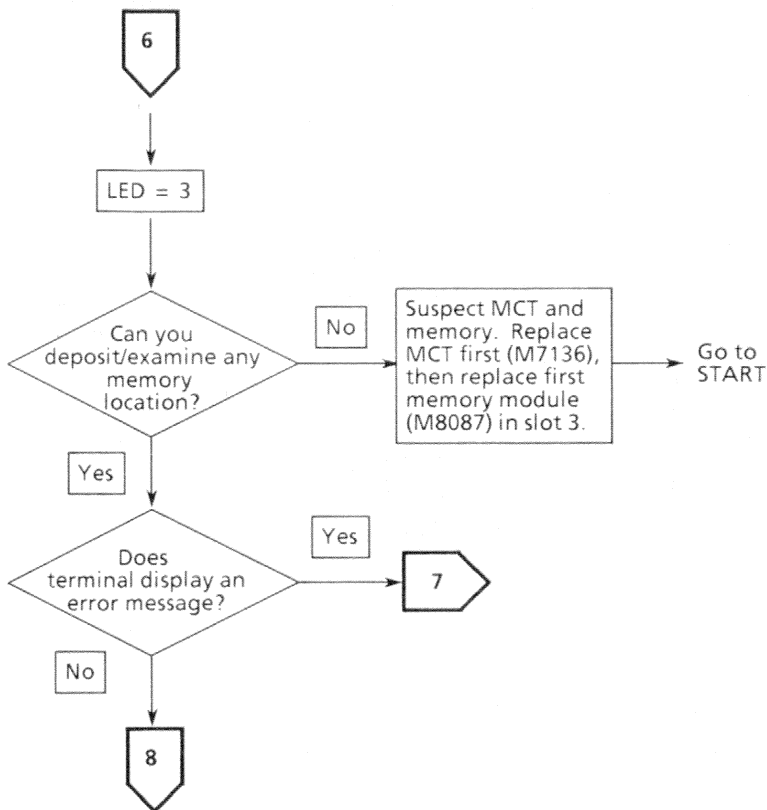 6
LED = 3
Can you
deposit/examine any
memory
location?
No
Suspect MCT and
memory. Replace
MCT first (M7136),
then replace first
memory module
(M8087) in slot 3.
Go to
START
Yes
Does
terminal display an
error message?
Yes
7
No
8